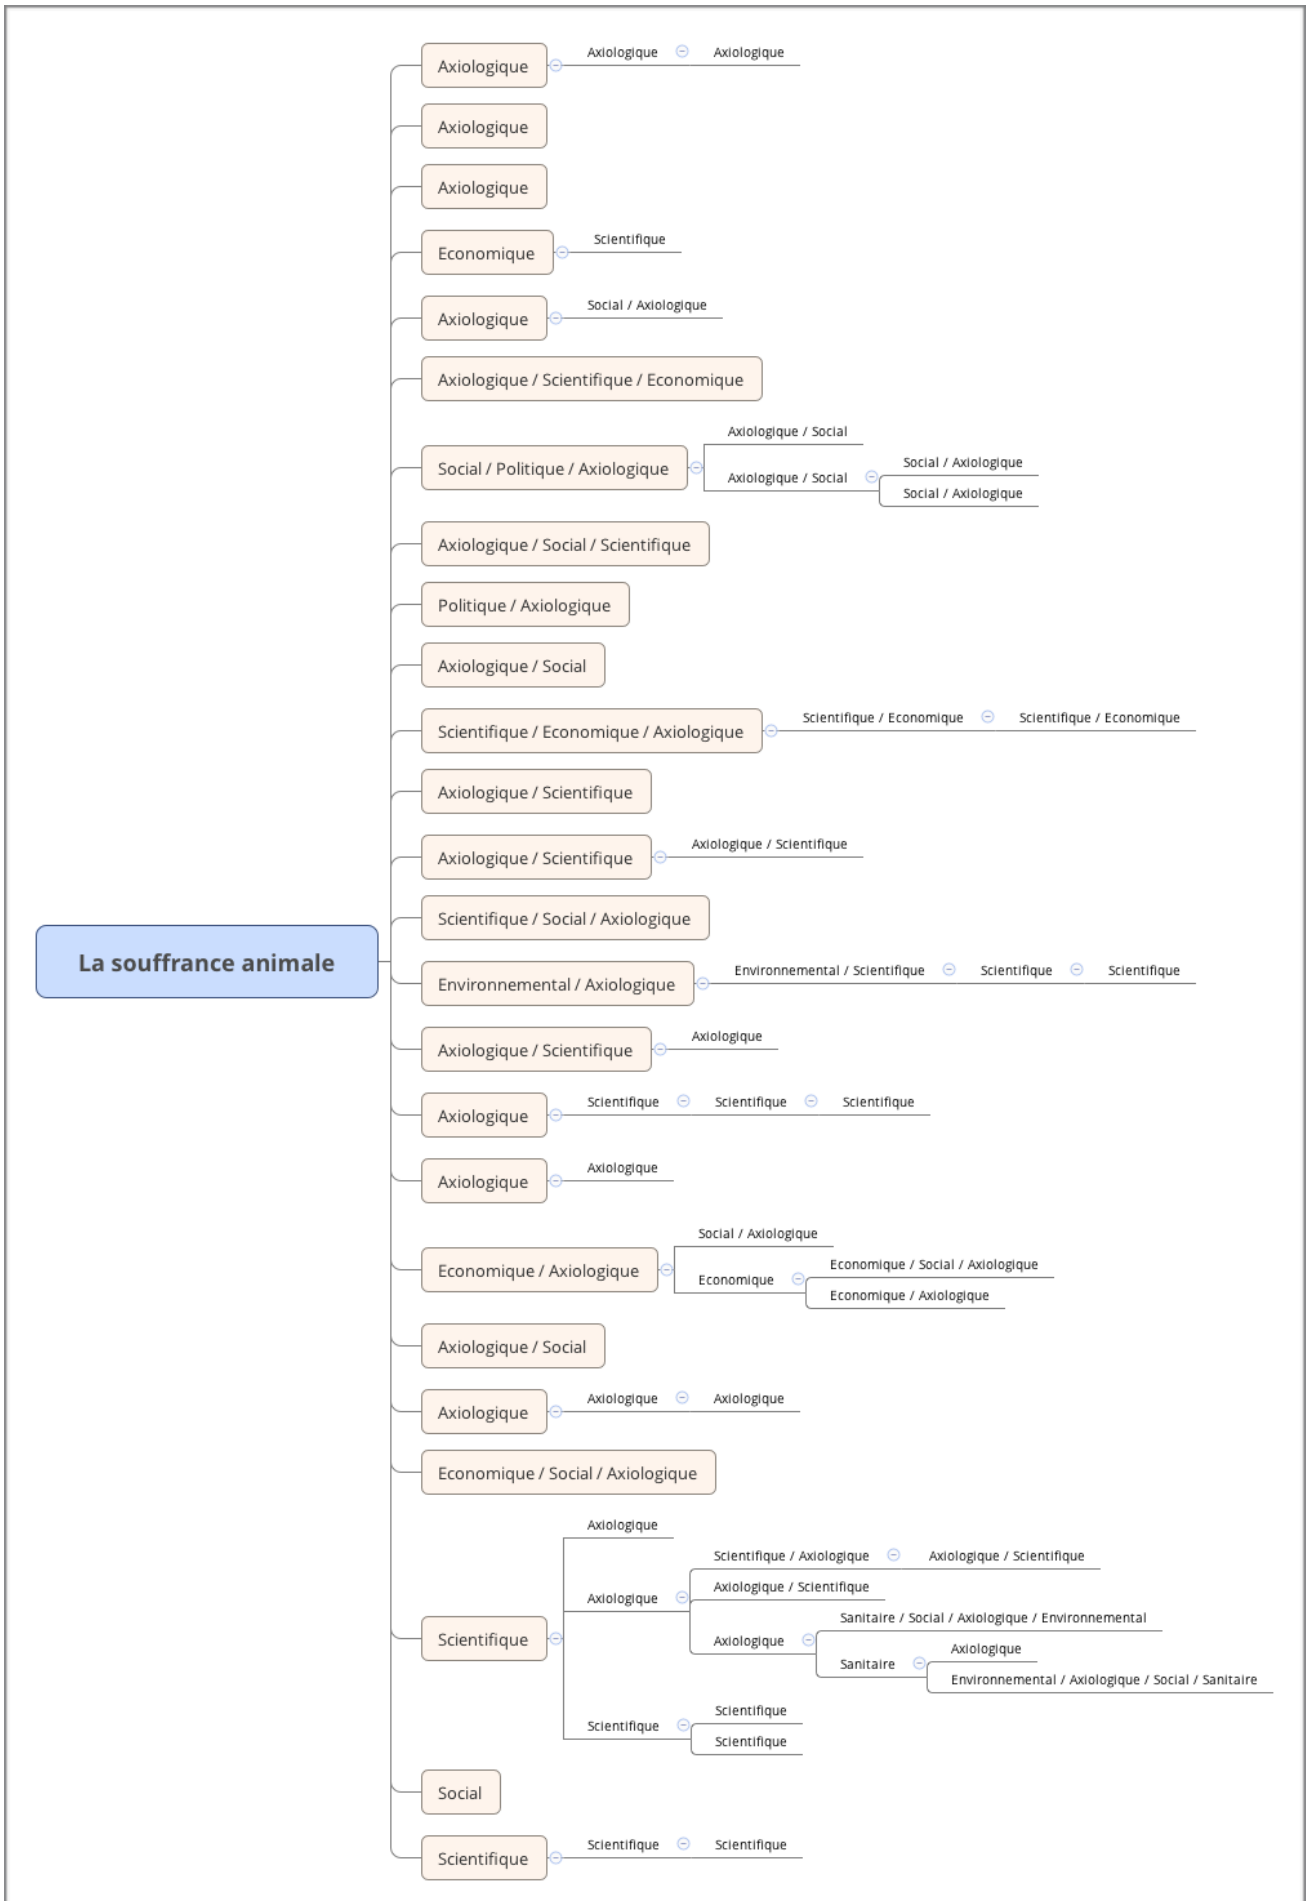 Axiologique
Axiologique
Axiologique
Axiologique
Axiologique
Economique
Scientifique
Axiologique
Social / Axiologique
Axiologique / Scientifique / Economique
Social / Politique / Axiologique
Axiologique / Social
Axiologique / Social
Social / Axiologique
Social / Axiologique
Axiologique / Social / Scientifique
Politique / Axiologique
Axiologique / Social
Scientifique / Economique / Axiologique
Scientifique / Economique
Scientifique / Economique
Axiologique / Scientifique
Axiologique / Scientifique
Axiologique / Scientifique
Scientifique / Social / Axiologique
La souffrance animale
Environnemental / Axiologique
Environnemental / Scientifique
Scientifique
Scientifique
Axiologique / Scientifique
Axiologique
Axiologique
Scientifique
Scientifique
Scientifique
Axiologique
Axiologique
Economique / Axiologique
Social / Axiologique
Economique
Economique / Social / Axiologique
Economique / Axiologique
Axiologique / Social
Axiologique
Axiologique
Axiologique
Economique / Social / Axiologique
Scientifique
Axiologique
Axiologique
Scientifique / Axiologique
Axiologique / Scientifique
Axiologique / Scientifique
Axiologique
Sanitaire / Social / Axiologique / Environnemental
Sanitaire
Axiologique
Environnemental / Axiologique / Social / Sanitaire
Scientifique
Scientifique
Scientifique
Social
Scientifique
Scientifique
Scientifique